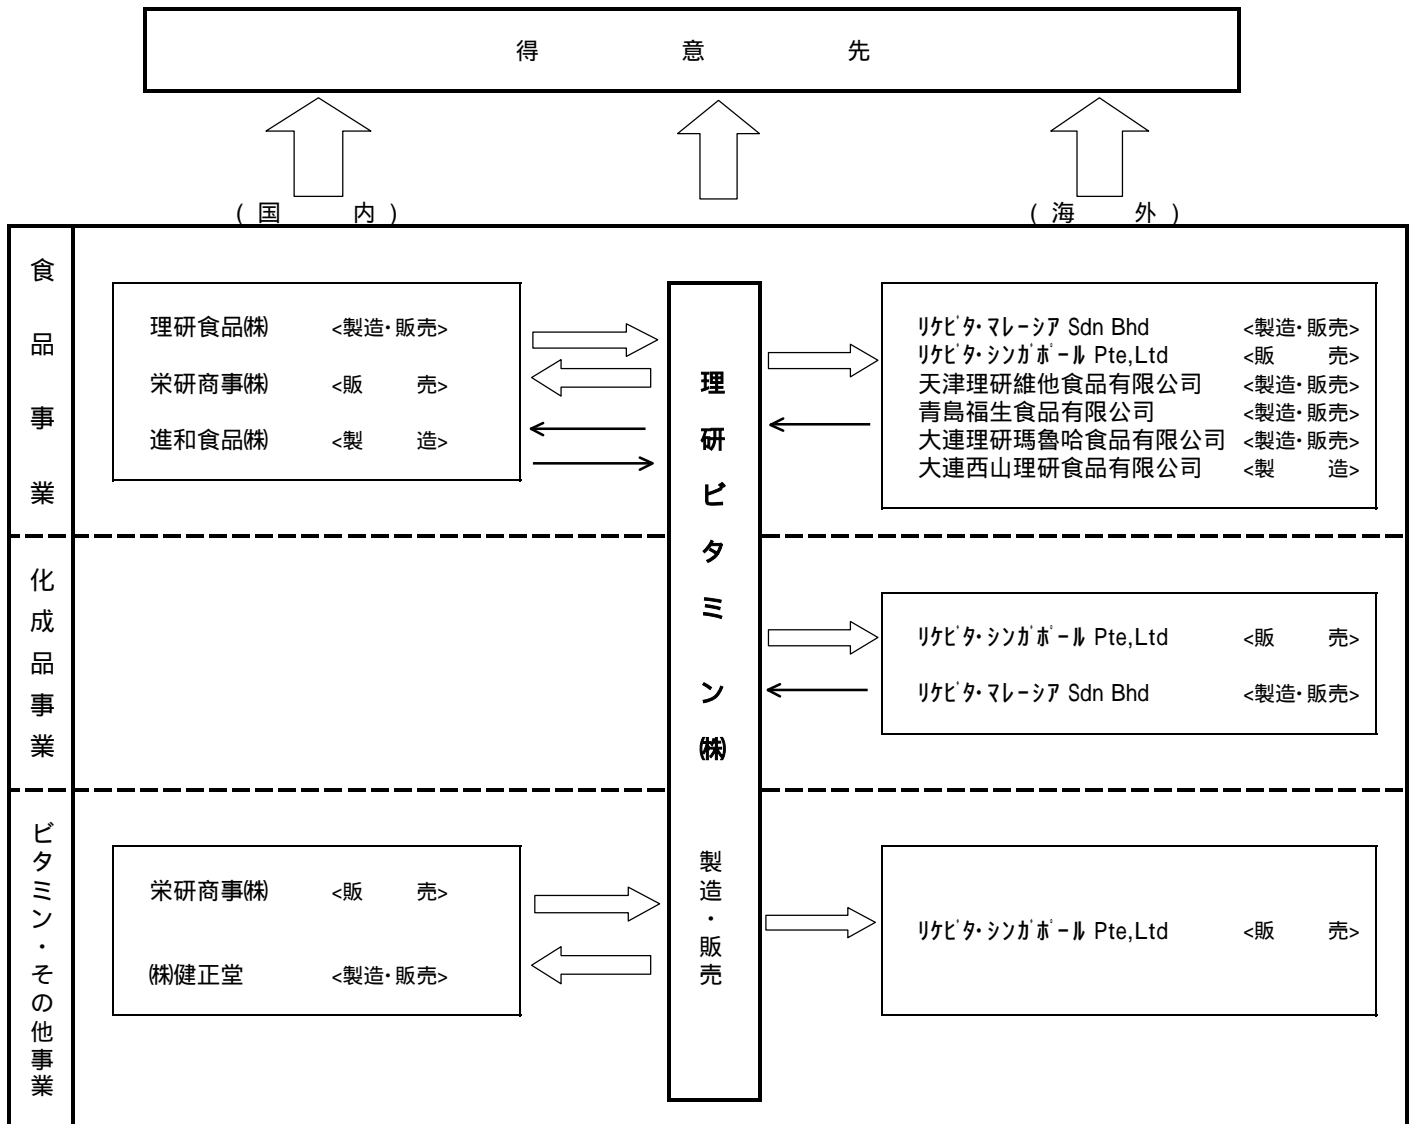 得意先
(国内)
(海外)
食品事業
理研食品㈱ <製造・販売>
栄研商事㈱ <販売>
進和食品㈱ <製造>
理研ビタミン㈱
製造・販売
ﾘｹﾋﾞﾀ・ﾏﾚｰｼｱ Sdn Bhd <製造・販売>
ﾘｹﾋﾞﾀ・ｼﾝｶﾞﾎﾟｰﾙ Pte,Ltd <販売>
天津理研維他食品有限公司 <製造・販売>
青島福生食品有限公司 <製造・販売>
大連理研瑪魯哈食品有限公司 <製造・販売>
大連西山理研食品有限公司 <製造>
化成品事業
ﾘｹﾋﾞﾀ・ｼﾝｶﾞﾎﾟｰﾙ Pte,Ltd <販売>
ﾘｹﾋﾞﾀ・ﾏﾚｰｼｱ Sdn Bhd <製造・販売>
ビタミン・その他事業
栄研商事㈱ <販売>
㈱健正堂 <製造・販売>
ﾘｹﾋﾞﾀ・ｼﾝｶﾞﾎﾟｰﾙ Pte,Ltd <販売>